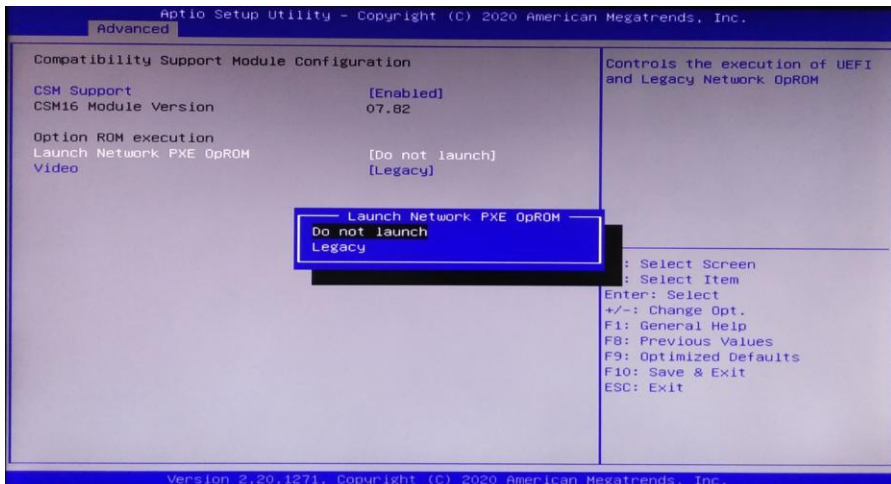 Aptio Setup Utility - Copyright (C) 2020 American Megatrends, Inc.
Advanced
Compatibility Support Module Configuration
CSM Support [Enabled]
CSM16 Module Version 07.82
Option ROM execution
Launch Network PXE OpROM [Do not launch]
Video [Legacy]
Launch Network PXE OpROM
Do not launch
Legacy
Controls the execution of UEFI
and Legacy Network OpROM
: Select Screen
: Select Item
Enter: Select
+/-: Change Opt.
F1: General Help
F8: Previous Values
F9: Optimized Defaults
F10: Save & Exit
ESC: Exit
Version 2.20.1271. Copyright (C) 2020 American Megatrends, Inc.